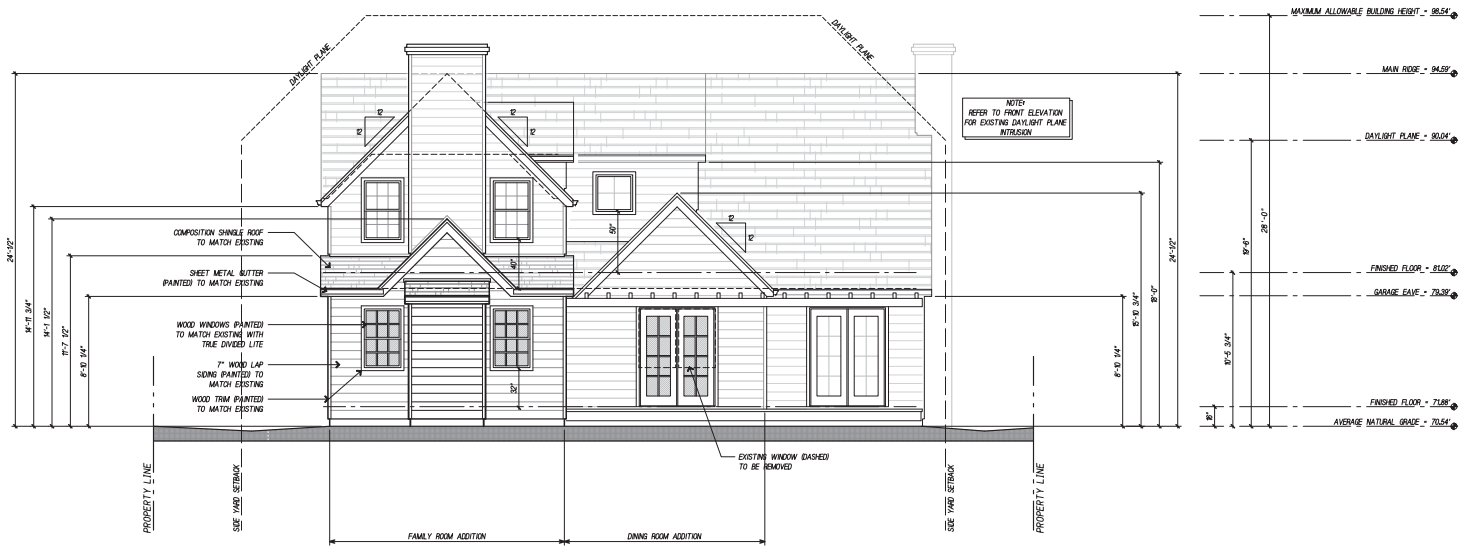 MAXIMUM ALLOWABLE BUILDING HEIGHT = 98.54'
DAYLIGHT PLANE
DAYLIGHT PLANE
MAIN RIDGE = 94.59'
NOTE:
REFER TO FRONT ELEVATION
FOR EXISTING DAYLIGHT PLANE
INTRUSION
12
12
12
12
DAYLIGHT PLANE = 90.04'
COMPOSITION SHINGLE ROOF
TO MATCH EXISTING
SHEET METAL GUTTER
(PAINTED) TO MATCH EXISTING
WOOD WINDOWS (PAINTED)
TO MATCH EXISTING WITH
TRUE DIVIDED LITE
7" WOOD LAP
SIDING (PAINTED) TO
MATCH EXISTING
WOOD TRIM (PAINTED)
TO MATCH EXISTING
24'-1/2"
14'-11 3/4"
14'-1 1/2"
11'-7 1/2"
8'-10 1/4"
40"
50"
32"
8'-10 1/4"
15'-10 3/4"
18'-0"
24'-1/2"
16"
10'-5 3/4"
19'-6"
28'-0"
FINISHED FLOOR = 81.02'
GARAGE EAVE = 79.39'
FINISHED FLOOR = 71.88'
AVERAGE NATURAL GRADE = 70.54'
EXISTING WINDOW (DASHED)
TO BE REMOVED
PROPERTY LINE
SIDE YARD SETBACK
SIDE YARD SETBACK
PROPERTY LINE
FAMILY ROOM ADDITION
DINING ROOM ADDITION